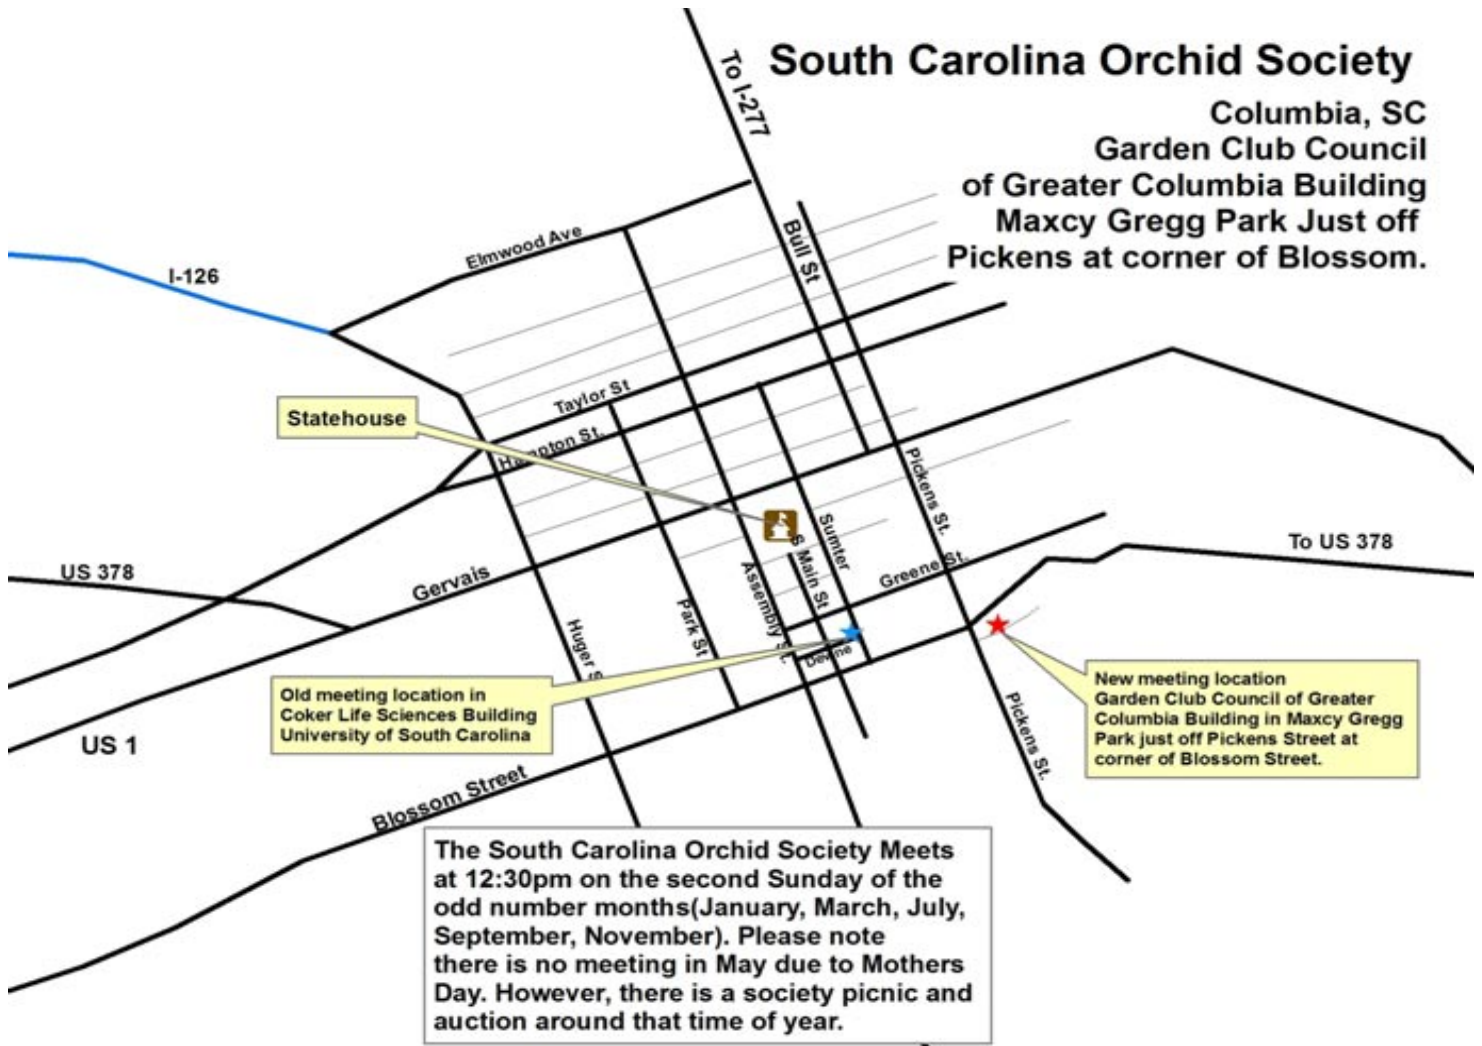 South Carolina Orchid Society
Columbia, SC
Garden Club Council
of Greater Columbia Building
Maxcy Gregg Park Just off
Pickens at corner of Blossom.
To I-277
Elmwood Ave
Bull St
I-126
Taylor St
Statehouse
Hampton St.
Pickens St.
Sumter
S Main St
To US 378
US 378
Gervais
Greene St.
Assembly St.
Park St
Huger S
Devine
Old meeting location in
Coker Life Sciences Building
University of South Carolina
New meeting location
Garden Club Council of Greater
Columbia Building in Maxcy Gregg
Park just off Pickens Street at
corner of Blossom Street.
Pickens St.
US 1
Blossom Street
The South Carolina Orchid Society Meets
at 12:30pm on the second Sunday of the
odd number months(January, March, July,
September, November). Please note
there is no meeting in May due to Mothers
Day. However, there is a society picnic and
auction around that time of year.